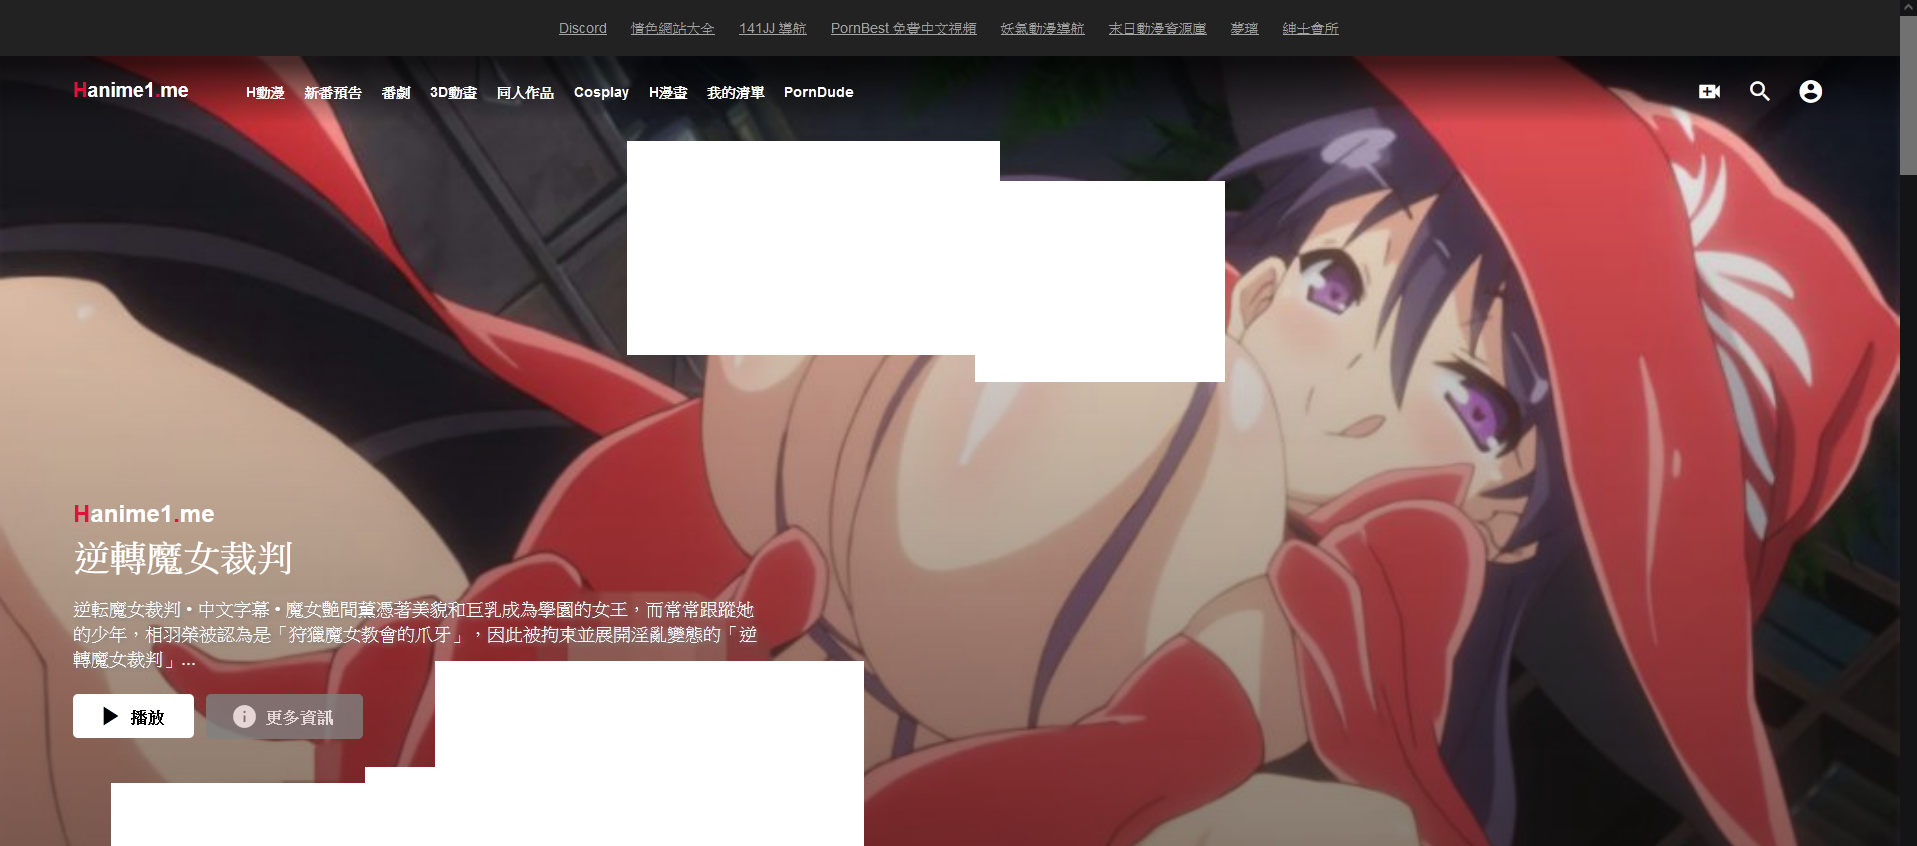 Discord 情色網站大全 141JJ 導航 PornBest 免費中文視頻 妖氣動漫導航 末日動漫資源庫 夢璃 紳士會所
Hanime1.me H動漫 新番預告 番劇 3D動畫 同人作品 Cosplay H漫畫 我的清單 PornDude
Hanime1.me
逆轉魔女裁判
逆転魔女裁判 • 中文字幕 • 魔女艶間薫憑著美貌和巨乳成為學園的女王，而常常跟蹤她
的少年，相羽榮被認為是「狩獵魔女教會的爪牙」，因此被拘束並展開淫亂變態的「逆
轉魔女裁判」...
播放 更多資訊